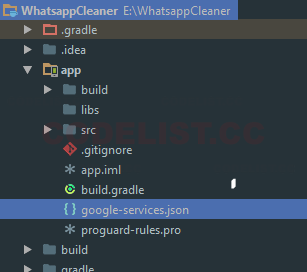 WhatsappCleaner E:\WhatsappCleaner
.gradle
.idea
app
build
libs
src
.gitignore
app.iml
build.gradle
google-services.json
proguard-rules.pro
build
gradle